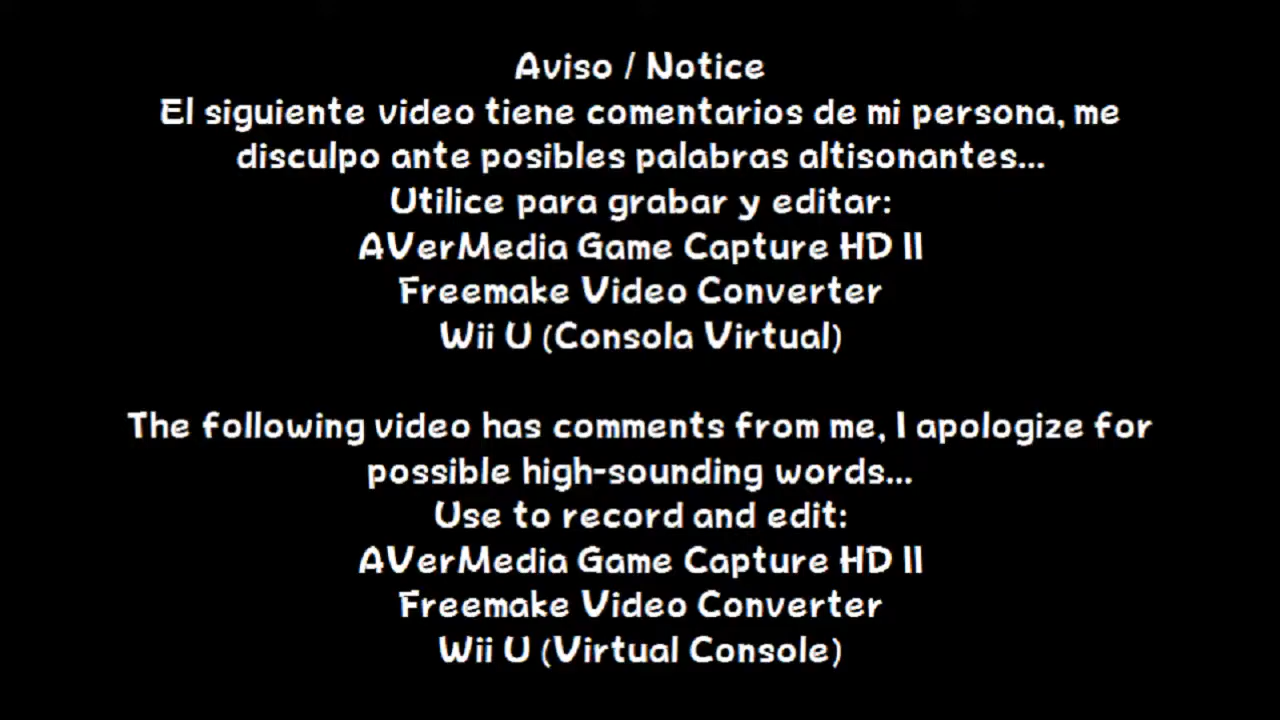 Aviso / Notice
El siguiente video tiene comentarios de mi persona, me
disculpo ante posibles palabras altisonantes...
Utilice para grabar y editar:
AVerMedia Game Capture HD II
Freemake Video Converter
Wii U (Consola Virtual)
The following video has comments from me, I apologize for
possible high-sounding words...
Use to record and edit:
AVerMedia Game Capture HD II
Freemake Video Converter
Wii U (Virtual Console)